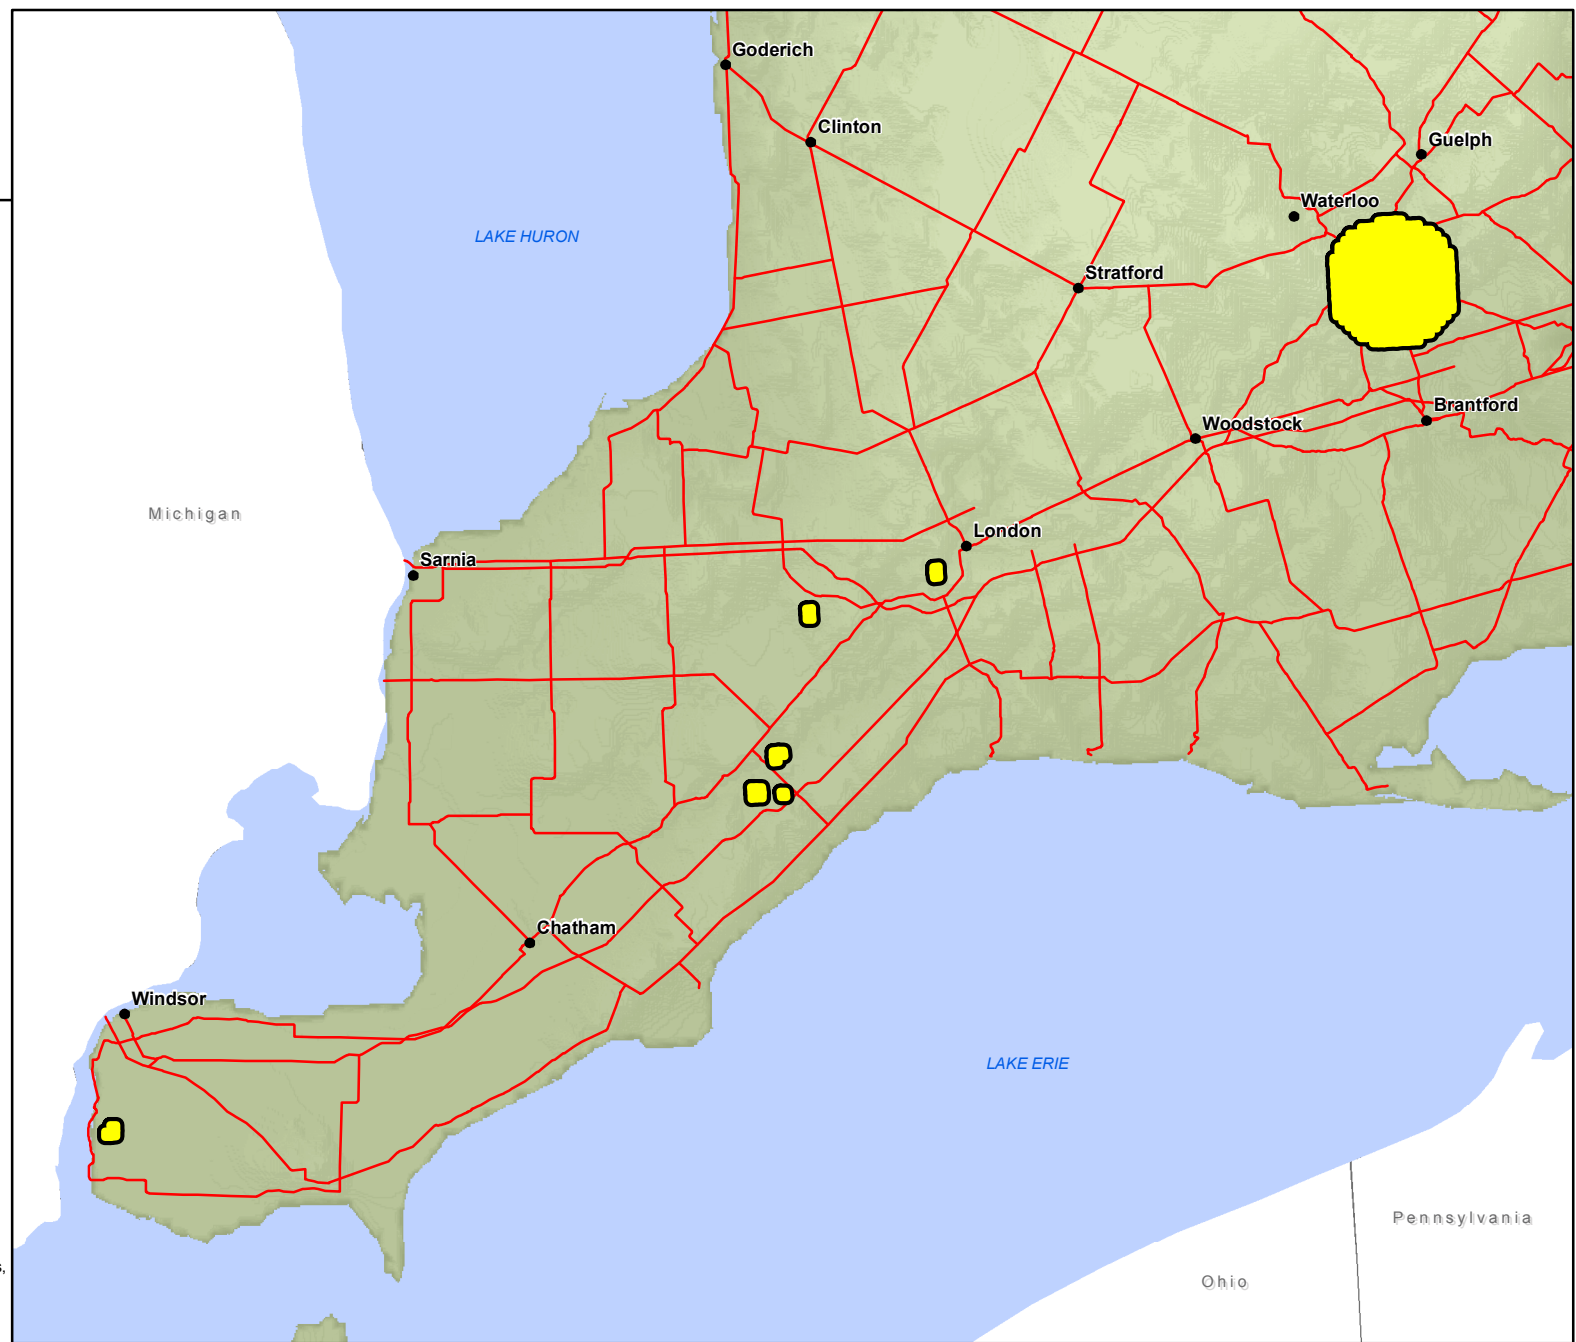 Goderich
Clinton
Guelph
Waterloo
LAKE HURON
Stratford
Brantford
Woodstock
Michigan
London
Sarnia
Chatham
Windsor
LAKE ERIE
Pennsylvania
Ohio